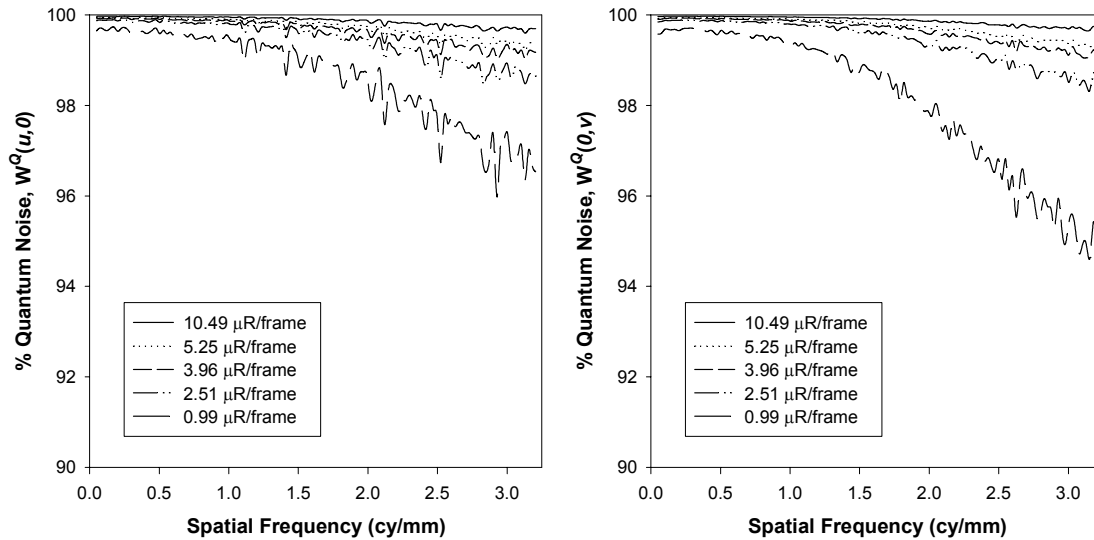 % Quantum Noise, W^Q(u,0)
100
98
96
94
92
90
10.49 μR/frame
5.25 μR/frame
3.96 μR/frame
2.51 μR/frame
0.99 μR/frame
0.0 0.5 1.0 1.5 2.0 2.5 3.0
Spatial Frequency (cy/mm)
% Quantum Noise, W^Q(0,v)
100
98
96
94
92
90
10.49 μR/frame
5.25 μR/frame
3.96 μR/frame
2.51 μR/frame
0.99 μR/frame
0.0 0.5 1.0 1.5 2.0 2.5 3.0
Spatial Frequency (cy/mm)